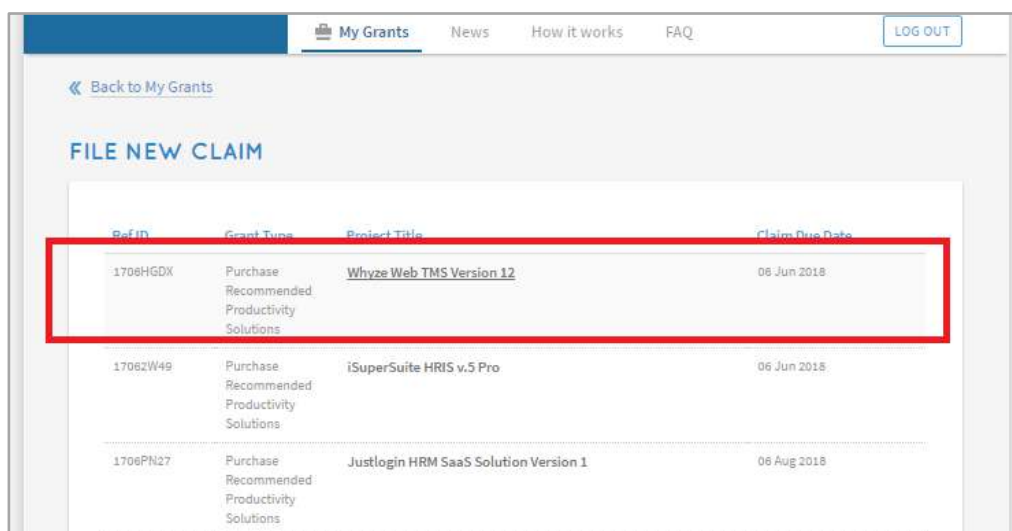 My Grants News How it works FAQ LOG OUT
« Back to My Grants
FILE NEW CLAIM
Ref ID Grant Type Project Title Claim Due Date
1706HGDX Purchase Whyze Web TMS Version 12 06 Jun 2018
Recommended
Productivity
Solutions
17062W49 Purchase iSuperSuite HRIS v.5 Pro 06 Jun 2018
Recommended
Productivity
Solutions
1706PN27 Purchase Justlogin HRM SaaS Solution Version 1 06 Aug 2018
Recommended
Productivity
Solutions